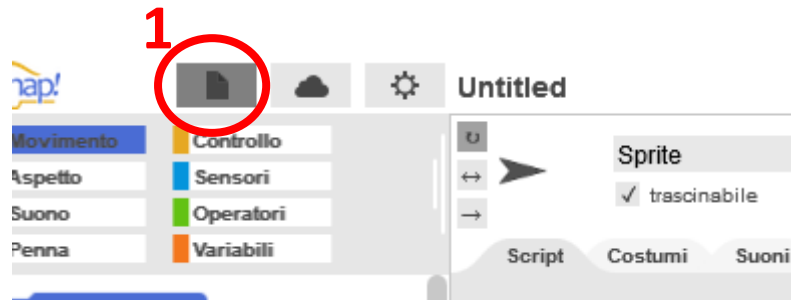 1
nap!
Untitled
Movimento Controllo
Aspetto Sensori
Suono Operatori
Penna Variabili
Sprite
trascinabile
Script Costumi Suoni